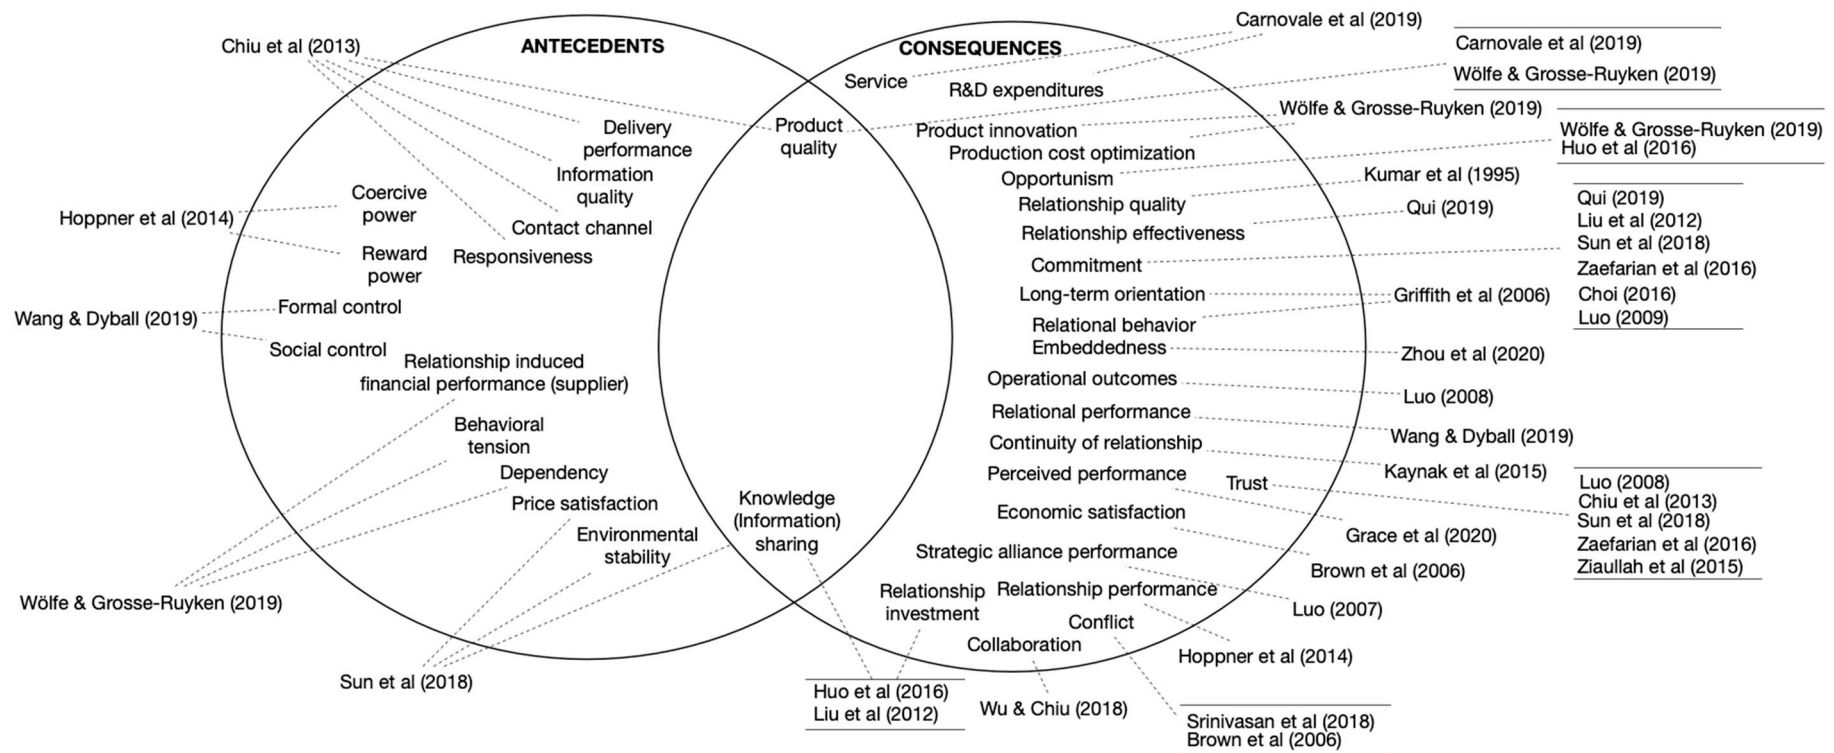 Chiu et al (2013)
ANTECEDENTS
Delivery
performance
Information
quality
Contact channel
Responsiveness
Coercive
power
Hoppner et al (2014)
Reward
power
Formal control
Wang & Dyball (2019)
Social control
Relationship induced
financial performance (supplier)
Behavioral
tension
Dependency
Price satisfaction
Environmental
stability
Wölfe & Grosse-Ruyken (2019)
Sun et al (2018)
Product
quality
Knowledge
(Information)
sharing
CONSEQUENCES
Service
R&D expenditures
Product innovation
Production cost optimization
Opportunism
Relationship quality
Relationship effectiveness
Commitment
Long-term orientation
Relational behavior
Embeddedness
Operational outcomes
Relational performance
Continuity of relationship
Perceived performance
Trust
Economic satisfaction
Strategic alliance performance
Relationship
investment
Relationship performance
Conflict
Collaboration
Carnovale et al (2019)
Carnovale et al (2019)
Wölfe & Grosse-Ruyken (2019)
Wölfe & Grosse-Ruyken (2019)
Wölfe & Grosse-Ruyken (2019)
Huo et al (2016)
Kumar et al (1995)
Qui (2019)
Qui (2019)
Liu et al (2012)
Sun et al (2018)
Zaefarian et al (2016)
Choi (2016)
Luo (2009)
Griffith et al (2006)
Zhou et al (2020)
Luo (2008)
Wang & Dyball (2019)
Kaynak et al (2015)
Luo (2008)
Chiu et al (2013)
Sun et al (2018)
Zaefarian et al (2016)
Ziaullah et al (2015)
Grace et al (2020)
Brown et al (2006)
Luo (2007)
Hoppner et al (2014)
Huo et al (2016)
Liu et al (2012)
Wu & Chiu (2018)
Srinivasan et al (2018)
Brown et al (2006)